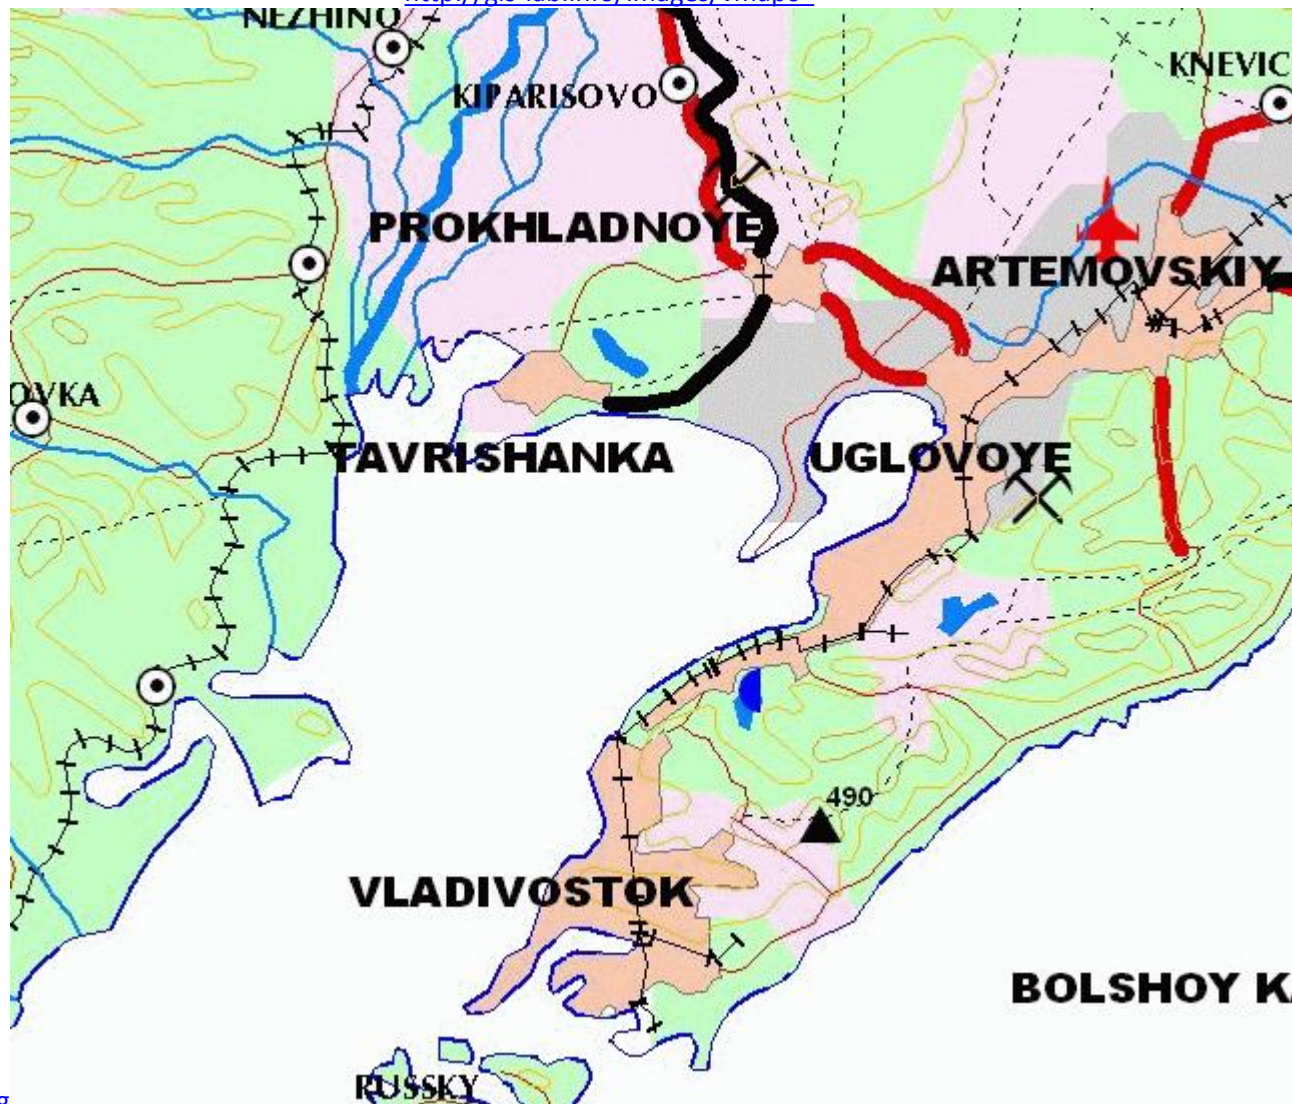 NEZHINO
KNEVIC
KIPARISOVO
PROKHLADNOYE
ARTEMOVSKIY
OVKA
TAVRISHANKA
UGLOVOYE
490
VLADIVOSTOK
BOLSHOY K
RUSSKY
g